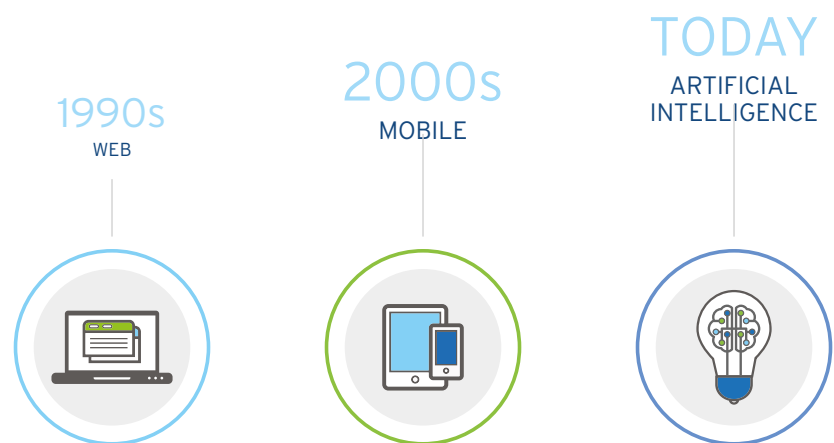 1990s
WEB
2000s
MOBILE
TODAY
ARTIFICIAL
INTELLIGENCE